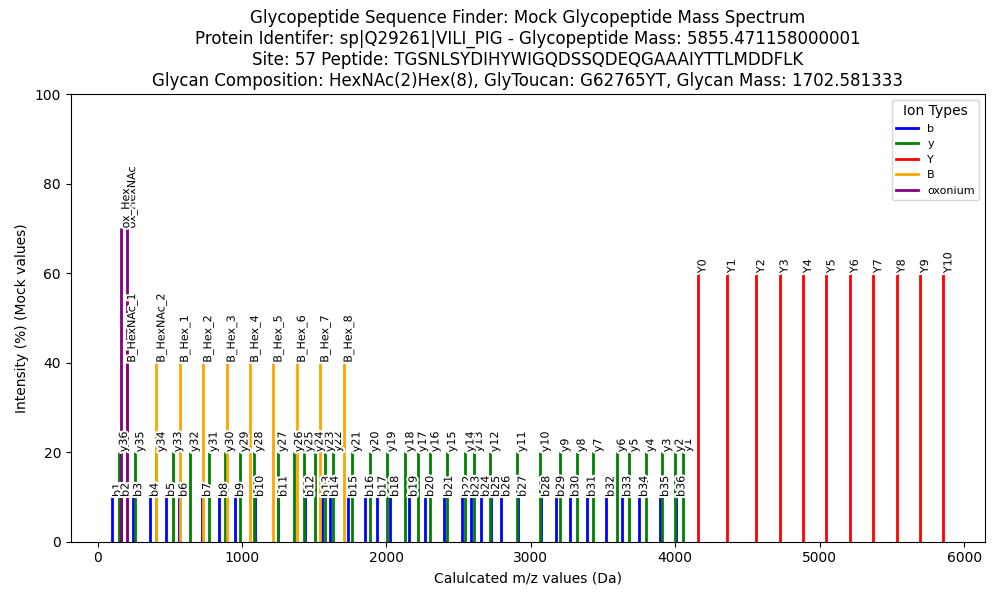 Glycopeptide Sequence Finder: Mock Glycopeptide Mass Spectrum
Protein Identifer: sp|Q29261|VILI_PIG - Glycopeptide Mass: 5855.471158000001
Site: 57 Peptide: TGSNLSYDIHYWIGQDSSQDEQGAAAIYTTLMDDFLK
Glycan Composition: HexNAc(2)Hex(8), GlyToucan: G62765YT, Glycan Mass: 1702.581333
100
80
60
40
20
0
Intensity (%) (Mock values)
Ion Types
b
y
Y
B
oxonium
ox_Hex
ox_HexNAc
B_HexNAc_1
B_HexNAc_2
B_Hex_1
B_Hex_2
B_Hex_3
B_Hex_4
B_Hex_5
B_Hex_6
B_Hex_7
B_Hex_8
Y0
Y1
Y2
Y3
Y4
Y5
Y6
Y7
Y8
Y9
Y10
y36
y35
y34
y33
y32
y31
y30
y29
y28
y27
y26
y25
y24
y23
y22
y21
y20
y19
y18
y17
y16
y15
y14
y13
y12
y11
y10
y9
y8
y7
y6
y5
y4
y3
y2
y1
b1
b2
b3
b4
b5
b6
b7
b8
b9
b10
b11
b12
b13
b14
b15
b16
b17
b18
b19
b20
b21
b22
b23
b24
b25
b26
b27
b28
b29
b30
b31
b32
b33
b34
b35
b36
0
1000
2000
3000
4000
5000
6000
Calulcated m/z values (Da)